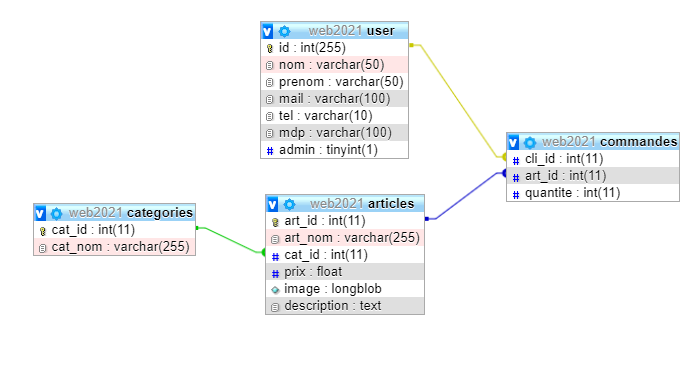 web2021 user
id : int(255)
nom : varchar(50)
prenom : varchar(50)
mail : varchar(100)
tel : varchar(10)
mdp : varchar(100)
admin : tinyint(1)
web2021 commandes
cli_id : int(11)
art_id : int(11)
quantite : int(11)
web2021 categories
cat_id : int(11)
cat_nom : varchar(255)
web2021 articles
art_id : int(11)
art_nom : varchar(255)
cat_id : int(11)
prix : float
image : longblob
description : text